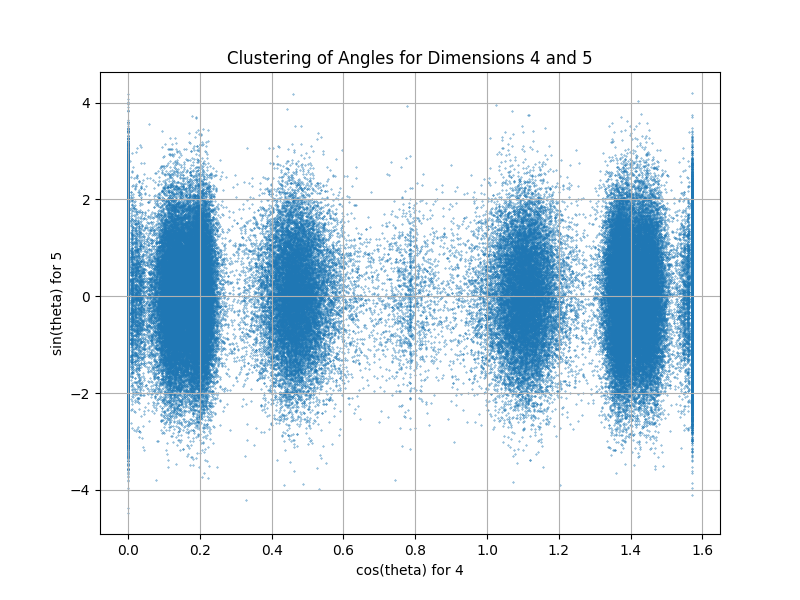 Clustering of Angles for Dimensions 4 and 5
4
2
0
−2
−4
sin(theta) for 5
0.0 0.2 0.4 0.6 0.8 1.0 1.2 1.4 1.6
cos(theta) for 4